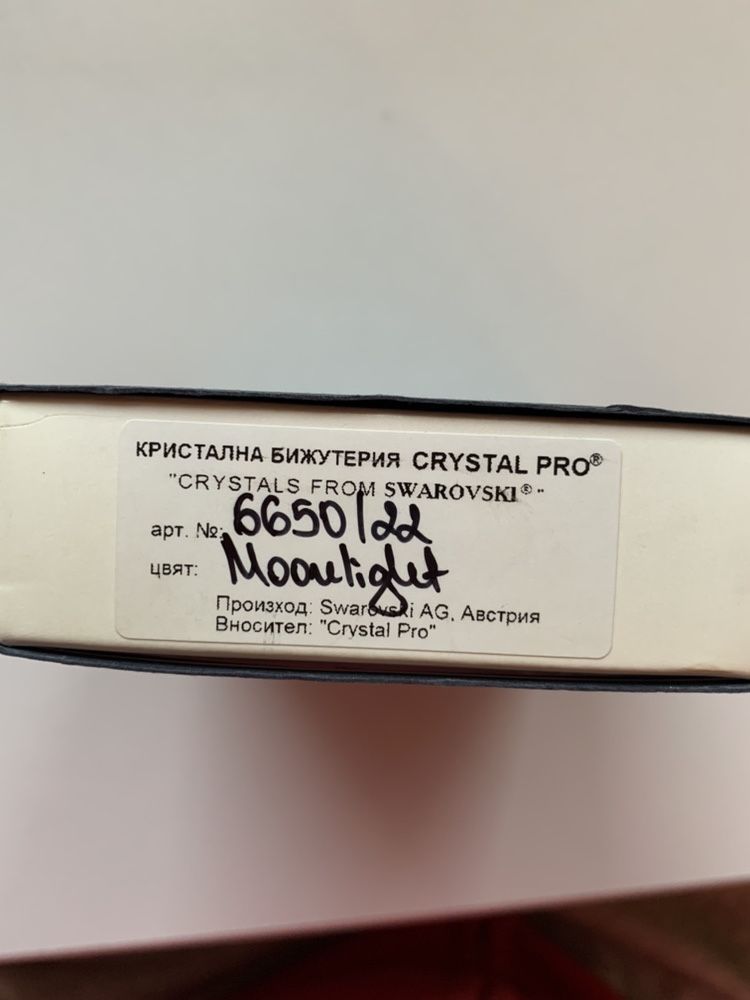 КРИСТАЛНА БИЖУТЕРИЯ CRYSTAL PRO®
"CRYSTALS FROM SWAROVSKI® "
арт. №: 6650/22
цвят: Moonlight
Произход: Swarovski AG, Австрия
Вносител: "Crystal Pro"